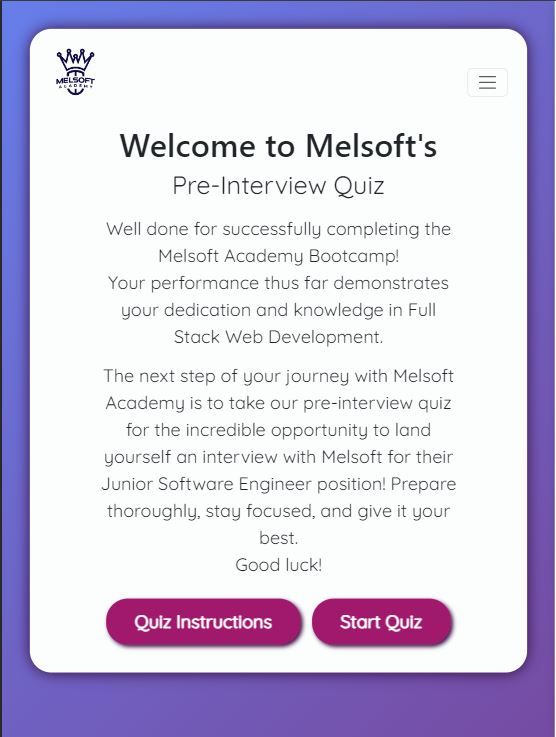 MELSOFT
ACADEMY
Welcome to Melsoft's
Pre-Interview Quiz
Well done for successfully completing the
Melsoft Academy Bootcamp!
Your performance thus far demonstrates
your dedication and knowledge in Full
Stack Web Development.
The next step of your journey with Melsoft
Academy is to take our pre-interview quiz
for the incredible opportunity to land
yourself an interview with Melsoft for their
Junior Software Engineer position! Prepare
thoroughly, stay focused, and give it your
best.
Good luck!
Quiz Instructions
Start Quiz